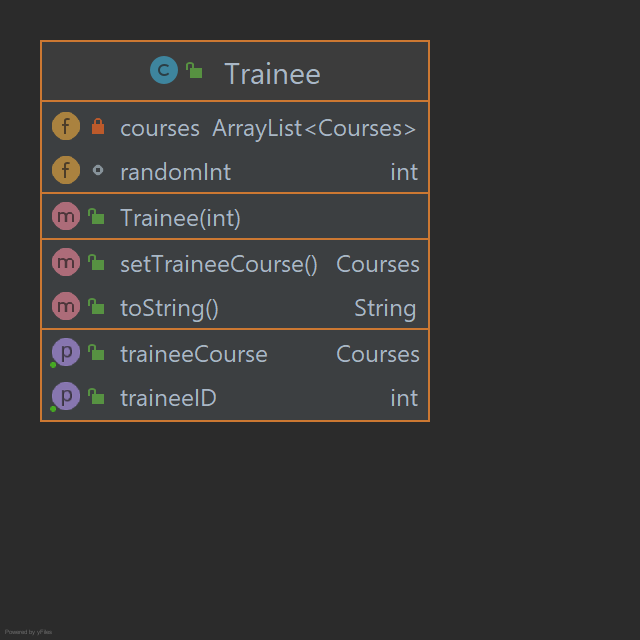 C Trainee
f courses ArrayList<Courses>
f randomInt int
m Trainee(int)
m setTraineeCourse() Courses
m toString() String
p traineeCourse Courses
p traineeID int
Powered by yFiles